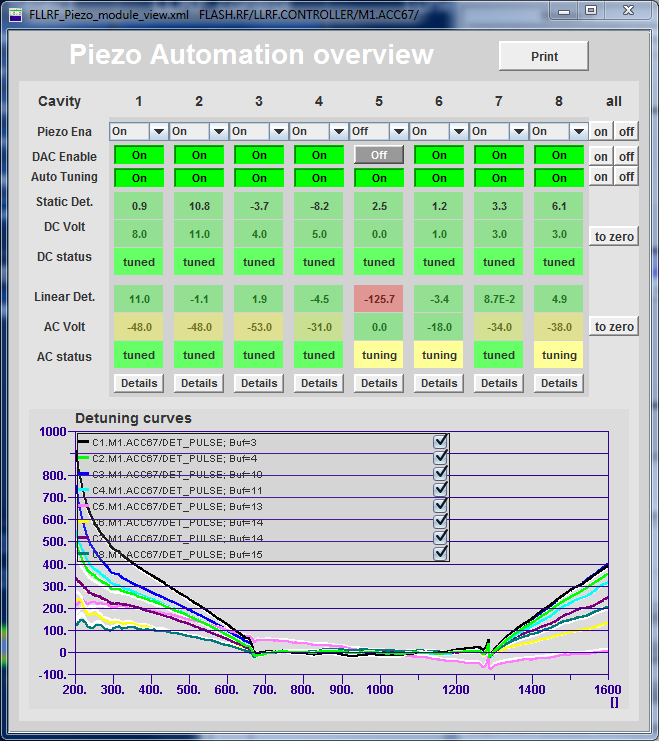 FLLRF_Piezo_module_view.xml FLASH.RF/LLRF.CONTROLLER/M1.ACC67/
Piezo Automation overview
Print
Cavity 1 2 3 4 5 6 7 8 all
Piezo Ena On On On On Off On On On on off
DAC Enable On On On On Off On On On on off
Auto Tuning On On On On On On On On on off
Static Det. 0.9 10.8 -3.7 -8.2 2.5 1.2 3.3 6.1
DC Volt 8.0 11.0 4.0 5.0 0.0 1.0 3.0 3.0 to zero
DC status tuned tuned tuned tuned tuned tuned tuned tuned
Linear Det. 11.0 -1.1 1.9 -4.5 -125.7 -3.4 8.7E-2 4.9
AC Volt -48.0 -48.0 -53.0 -31.0 0.0 -18.0 -34.0 -38.0 to zero
AC status tuned tuned tuned tuned tuning tuning tuned tuning
Details Details Details Details Details Details Details Details
Detuning curves
1000
C1.M1.ACC67/DET_PULSE; Buf=3
C2.M1.ACC67/DET_PULSE; Buf=4
800. C3.M1.ACC67/DET_PULSE; Buf=10
C4.M1.ACC67/DET_PULSE; Buf=11
700. C5.M1.ACC67/DET_PULSE; Buf=13
600. C6.M1.ACC67/DET_PULSE; Buf=14
500. C7.M1.ACC67/DET_PULSE; Buf=14
C8.M1.ACC67/DET_PULSE; Buf=15
400.
300.
200.
100.
0
-100.
200. 300. 400. 500. 600. 700. 800. 900. 1000 1200 1400 1600
[]